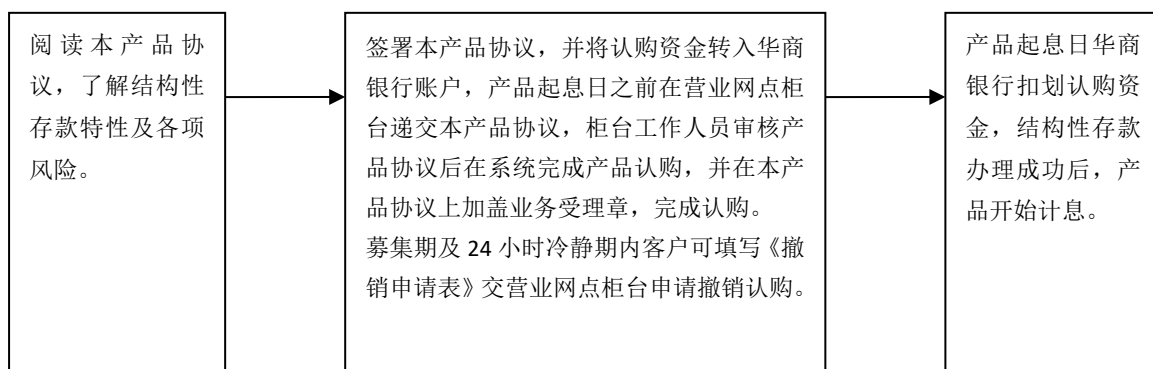 阅读本产品协
议，了解结构性
存款特性及各项
风险。
签署本产品协议，并将认购资金转入华商
银行账户，产品起息日之前在营业网点柜
台递交本产品协议，柜台工作人员审核产
品协议后在系统完成产品认购，并在本产
品协议上加盖业务受理章，完成认购。
募集期及 24 小时冷静期内客户可填写《撤
销申请表》交营业网点柜台申请撤销认购。
产品起息日华商
银行扣划认购资
金，结构性存款
办理成功后，产
品开始计息。